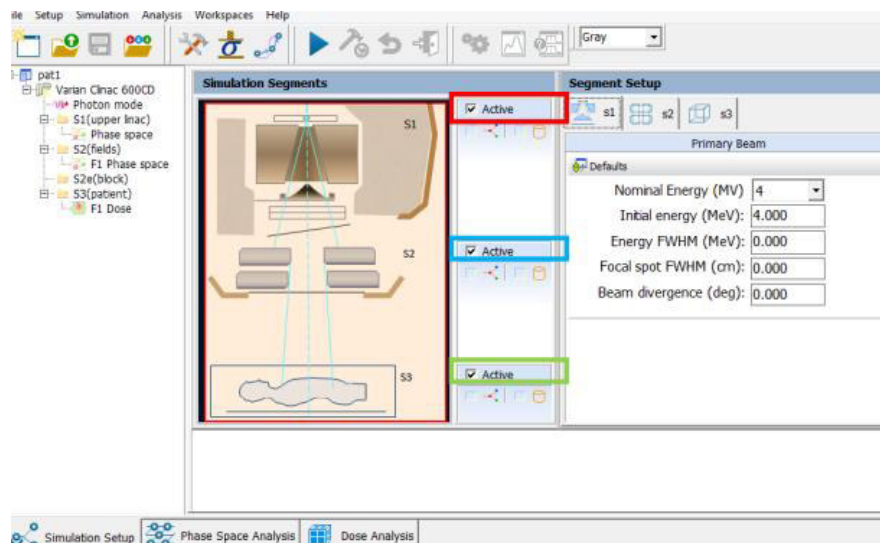 ile Setup Simulation Analysis Workspaces Help
Gray
pat1
Varian Clinac 600CD
Photon mode
S1(upper linac)
Phase space
S2(fields)
F1 Phase space
S2e(block)
S3(patient)
F1 Dose
Simulation Segments
S1
Active
S2
Active
S3
Active
Segment Setup
s1 s2 s3
Primary Beam
Defaults
Nominal Energy (MV) 4
Initial energy (MeV): 4.000
Energy FWHM (MeV): 0.000
Focal spot FWHM (cm): 0.000
Beam divergence (deg): 0.000
Simulation Setup Phase Space Analysis Dose Analysis